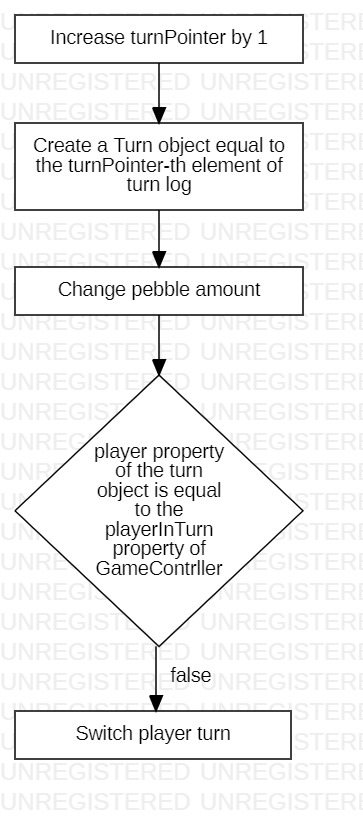 Increase turnPointer by 1
Create a Turn object equal to
the turnPointer-th element of
turn log
Change pebble amount
player property
of the turn
object is equal
to the
playerInTurn
property of
GameContrller
false
Switch player turn
UNREGISTERED UNREGISTERED